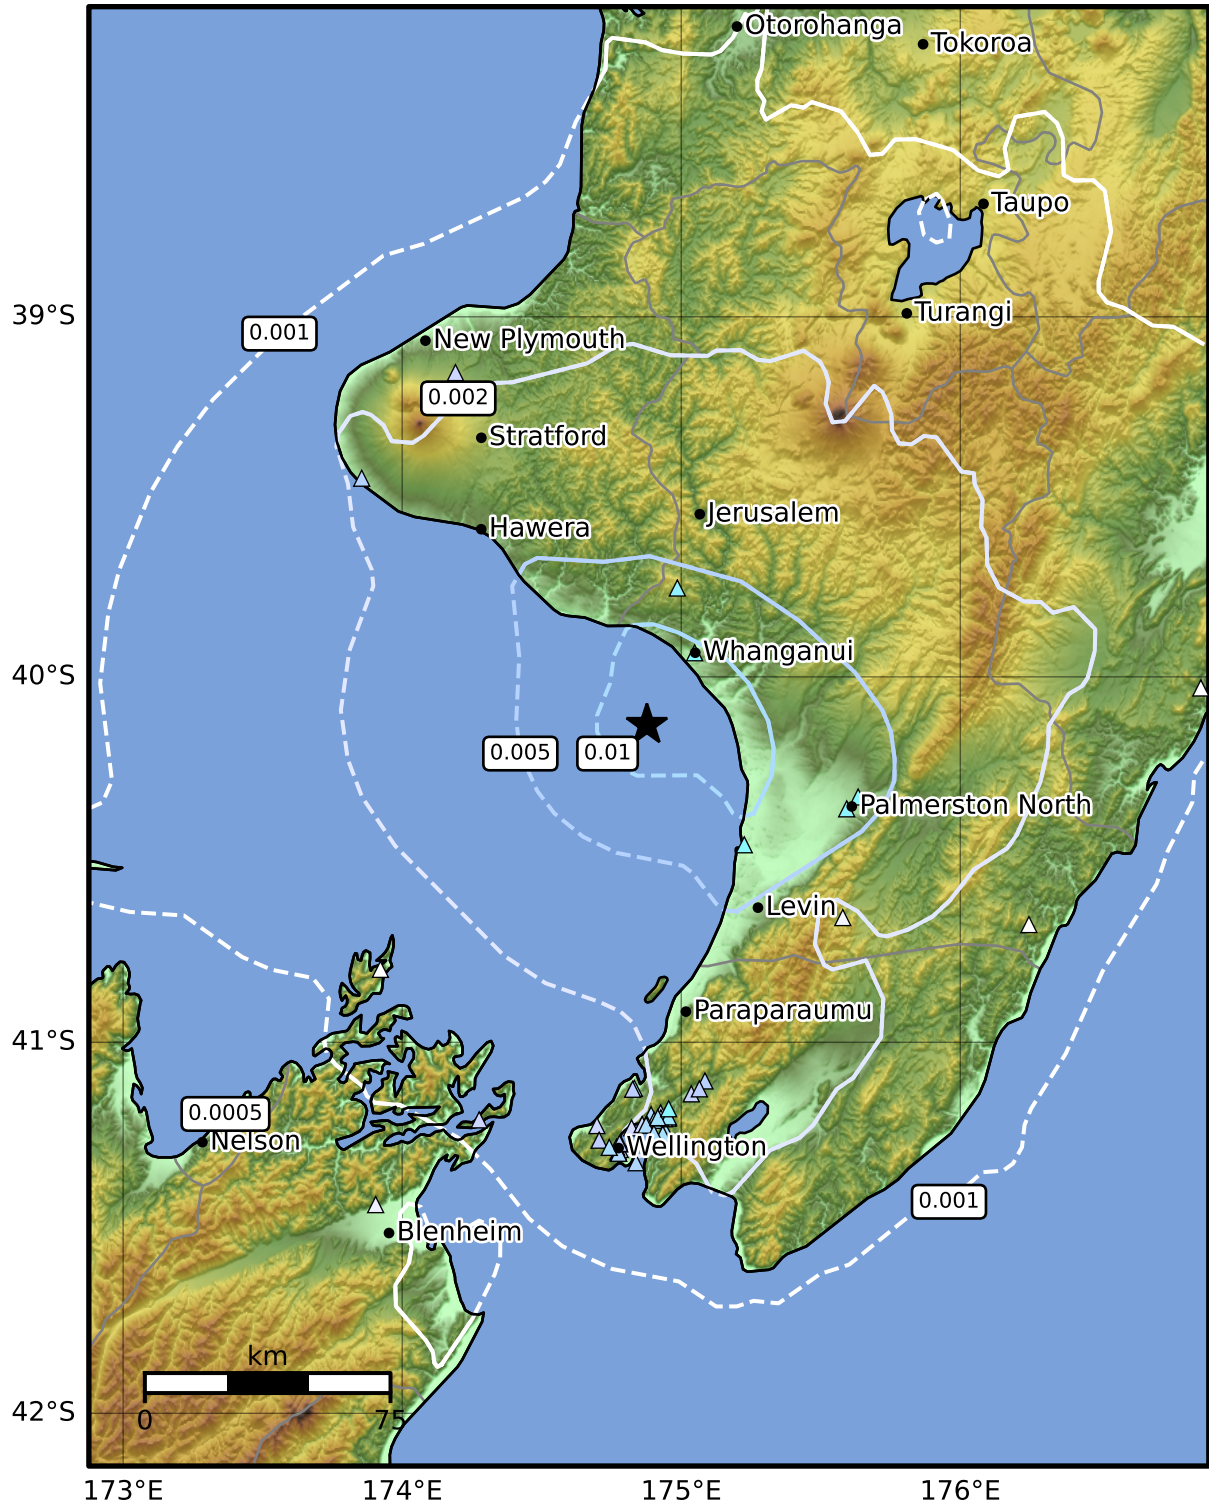 Otorohanga
Tokoroa
Taupo
39°S
Turangi
0.001
New Plymouth
0.002
Stratford
Jerusalem
Hawera
Whanganui
40°S
0.005
0.01
Palmerston North
Levin
Paraparaumu
41°S
0.0005
Nelson
Wellington
0.001
Blenheim
km
0
75
42°S
173°E
174°E
175°E
176°E